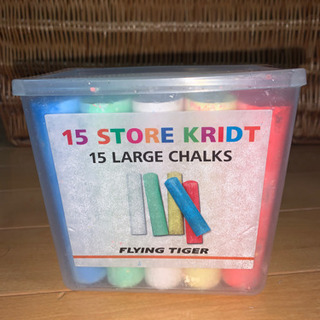 15 STORE KRIDT
15 LARGE CHALKS
FLYING TIGER